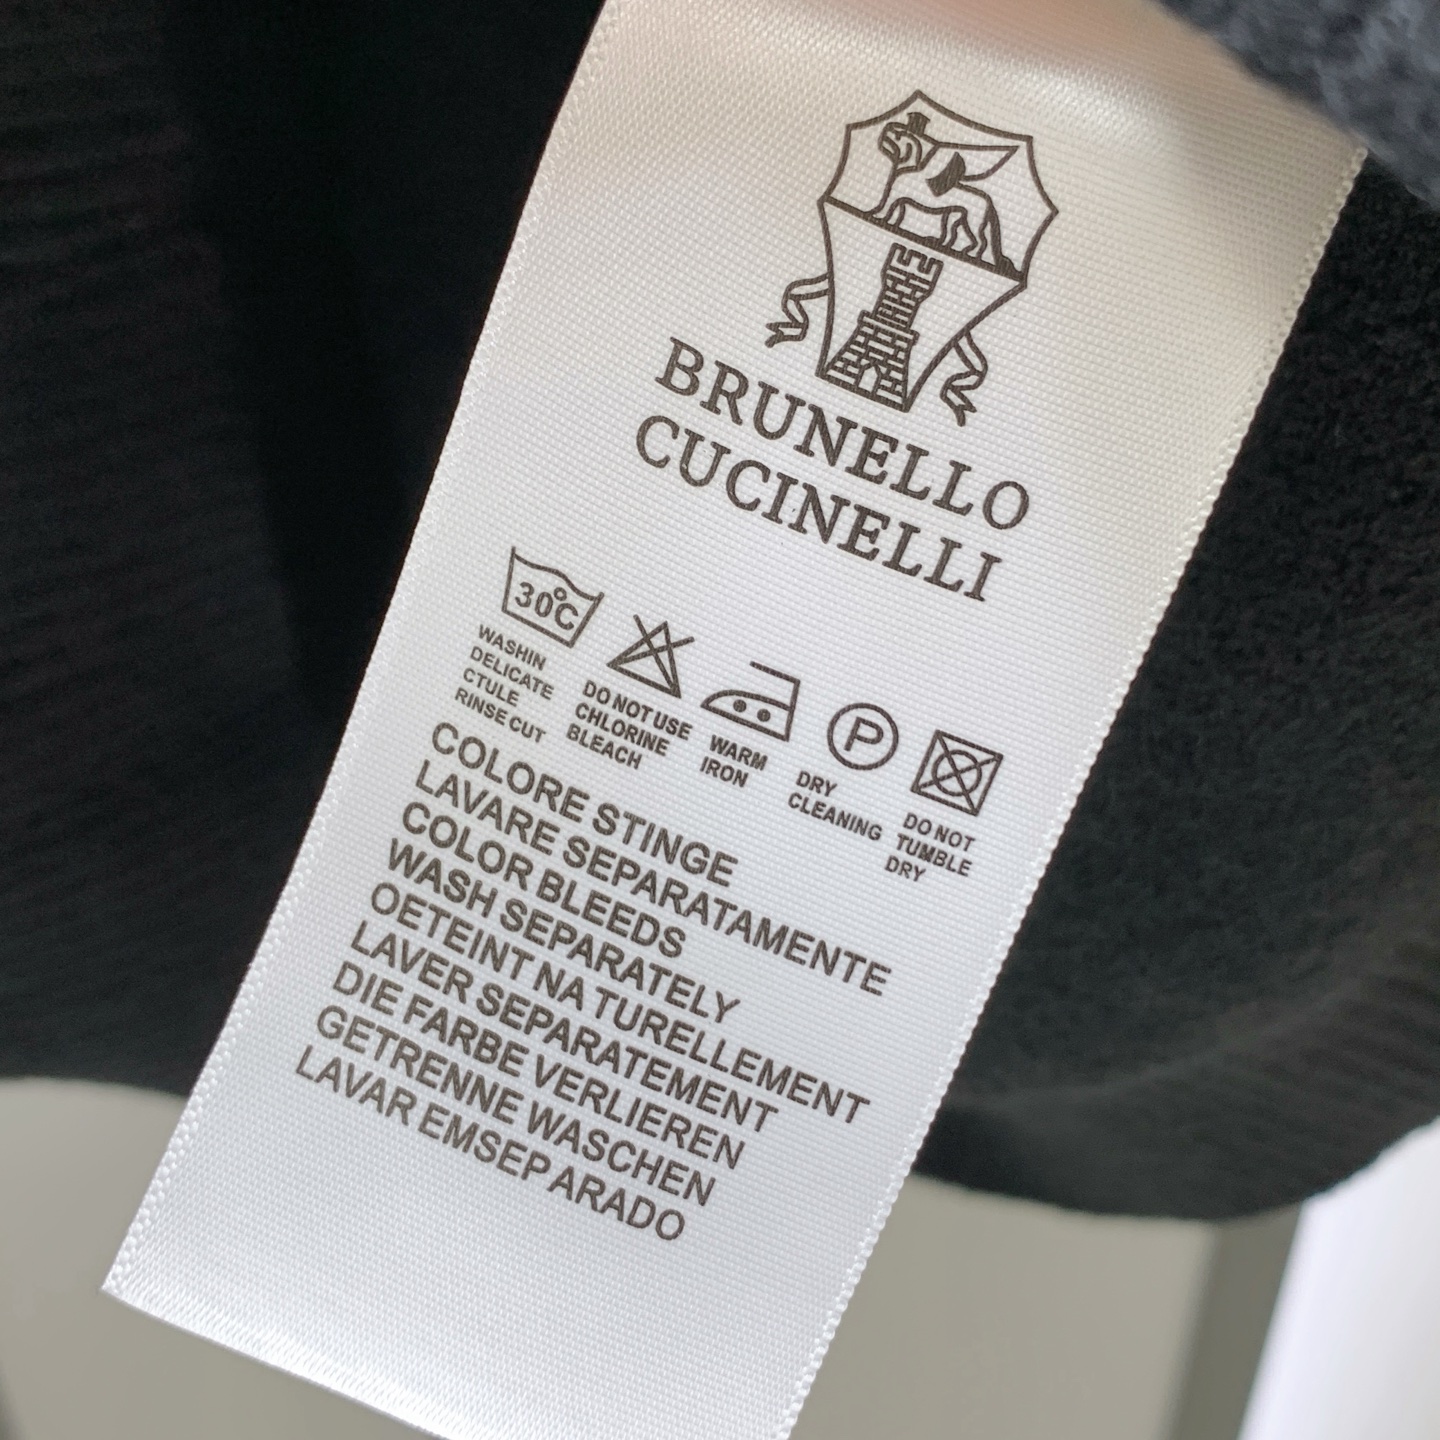 BRUNELLO
CUCINELLI
30°C
WASHIN
DELICATE
CTULE
RINSE CUT
DO NOT USE
CHLORINE
BLEACH
WARM
IRON
P
DRY
CLEANING
DO NOT
TUMBLE
DRY
COLORE STINGE
LAVARE SEPARATAMENTE
COLOR BLEEDS
WASH SEPARATELY
OETEINT NA TURELLEMENT
LAVER SEPAREMENT
DIE FARBE VERLIEREN
GETRENNE WASCHEN
LAVAR EMSEP ARADO